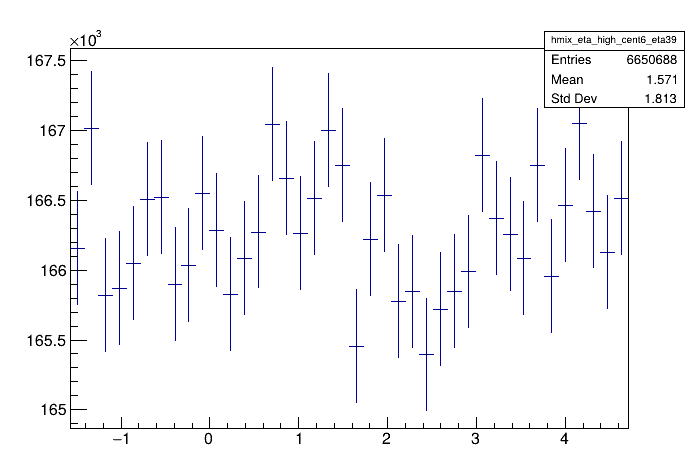 ×10³
hmix_eta_high_cent6_eta39
Entries 6650688
Mean 1.571
Std Dev 1.813
167.5
167
166.5
166
165.5
165
−1 0 1 2 3 4